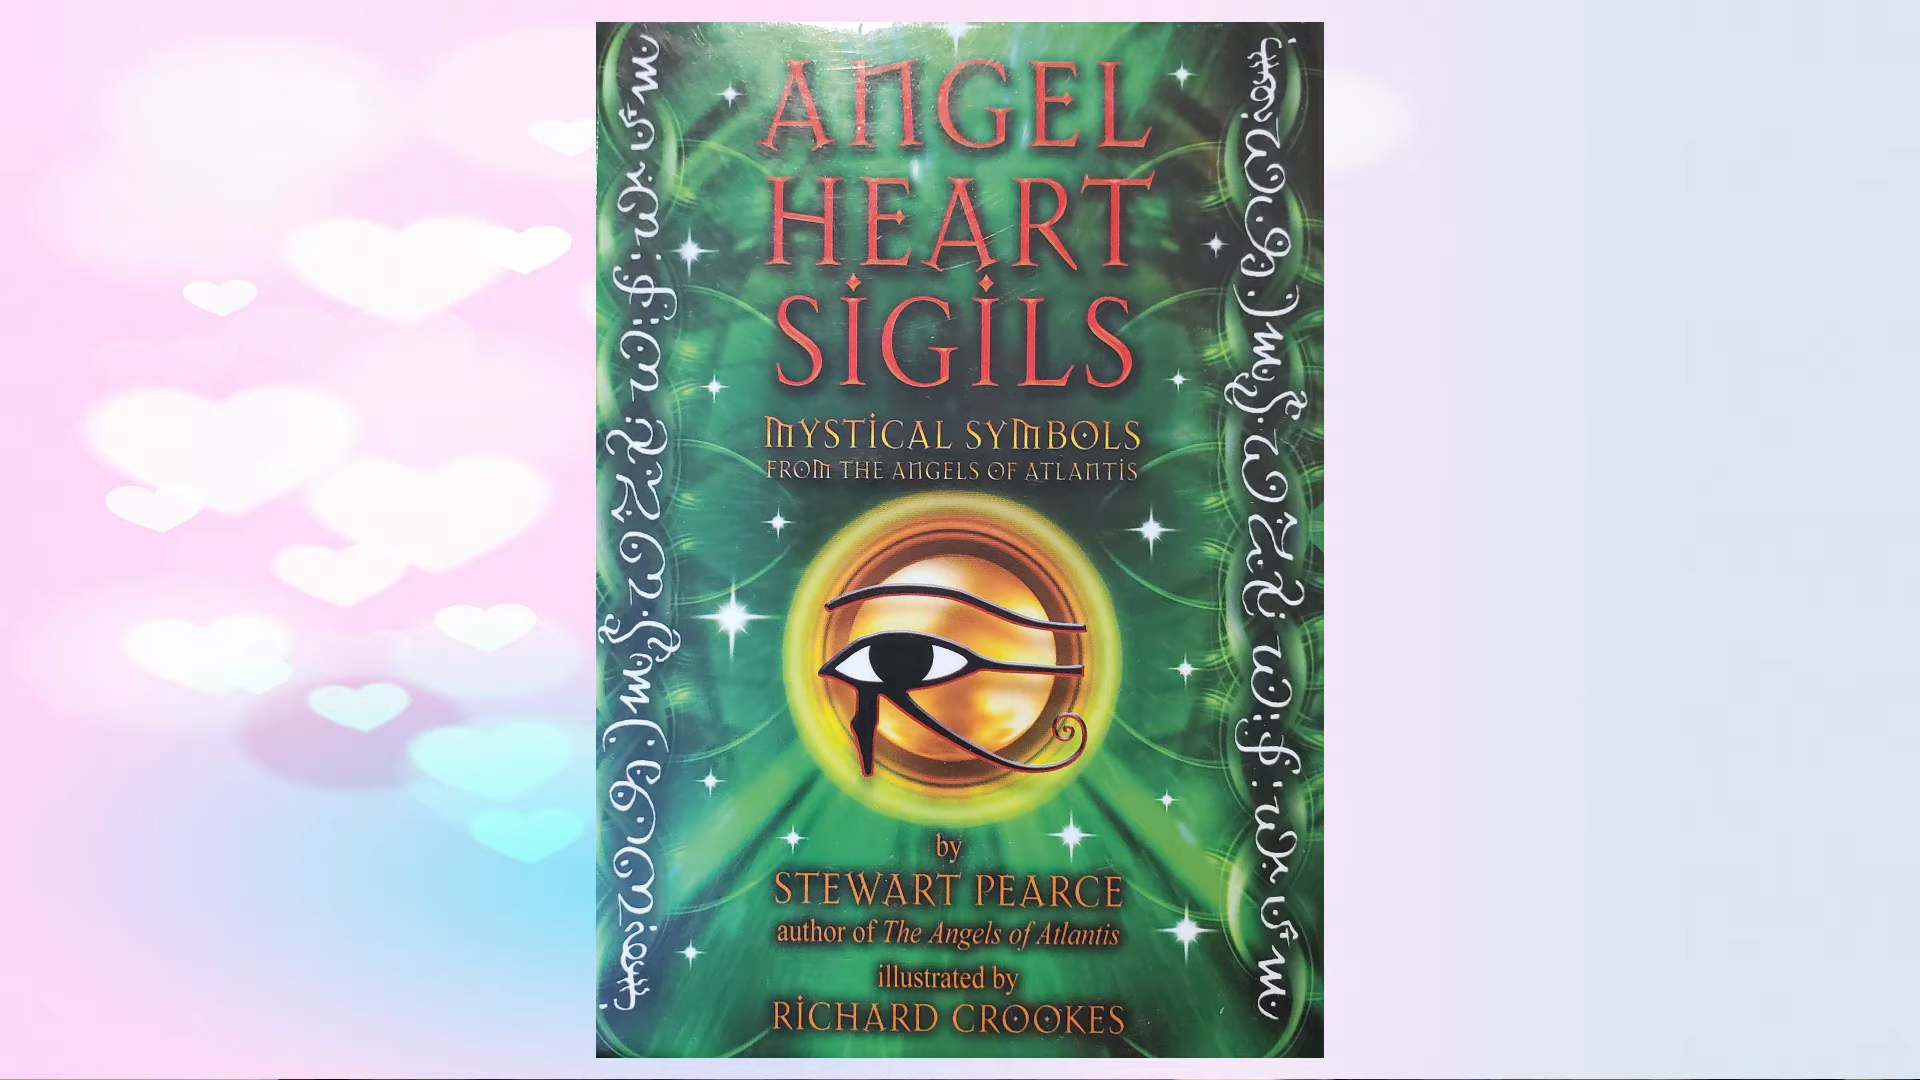 ANGEL
HEART
SIGILS
MYSTICAL SYMBOLS
FROM THE ANGELS OF ATLANTIS
by
STEWART PEARCE
author of The Angels of Atlantis
illustrated by
RICHARD CROOKES